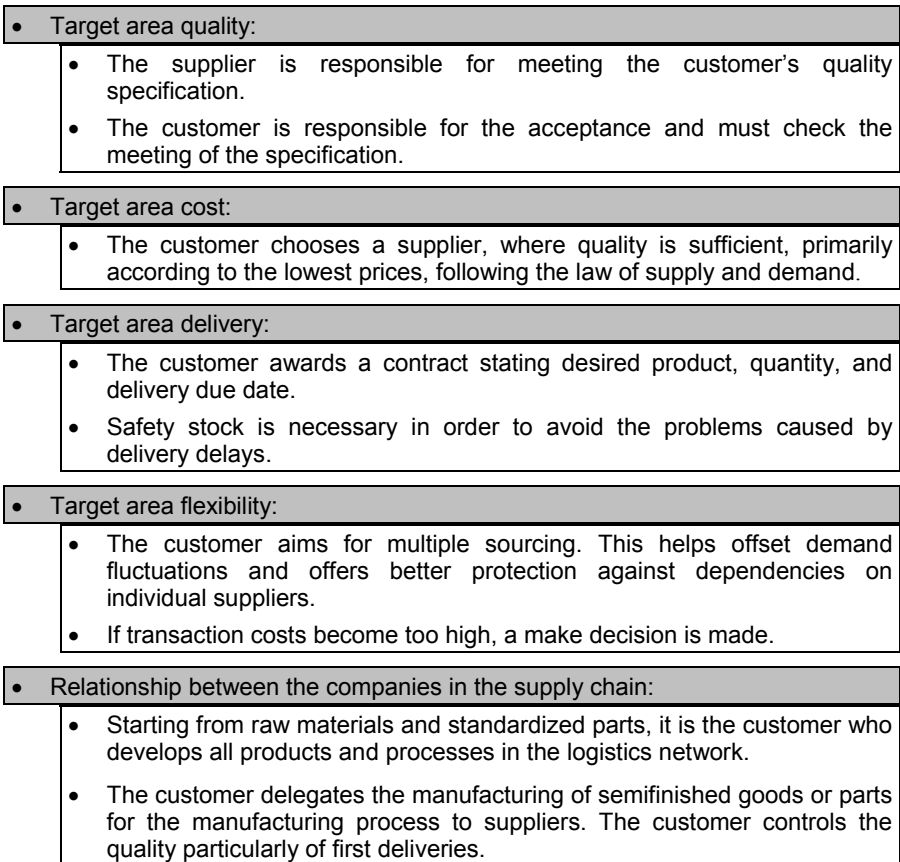 • Target area quality:
• The supplier is responsible for meeting the customer's quality
specification.
• The customer is responsible for the acceptance and must check the
meeting of the specification.
• Target area cost:
• The customer chooses a supplier, where quality is sufficient, primarily
according to the lowest prices, following the law of supply and demand.
• Target area delivery:
• The customer awards a contract stating desired product, quantity, and
delivery due date.
• Safety stock is necessary in order to avoid the problems caused by
delivery delays.
• Target area flexibility:
• The customer aims for multiple sourcing. This helps offset demand
fluctuations and offers better protection against dependencies on
individual suppliers.
• If transaction costs become too high, a make decision is made.
• Relationship between the companies in the supply chain:
• Starting from raw materials and standardized parts, it is the customer who
develops all products and processes in the logistics network.
• The customer delegates the manufacturing of semifinished goods or parts
for the manufacturing process to suppliers. The customer controls the
quality particularly of first deliveries.